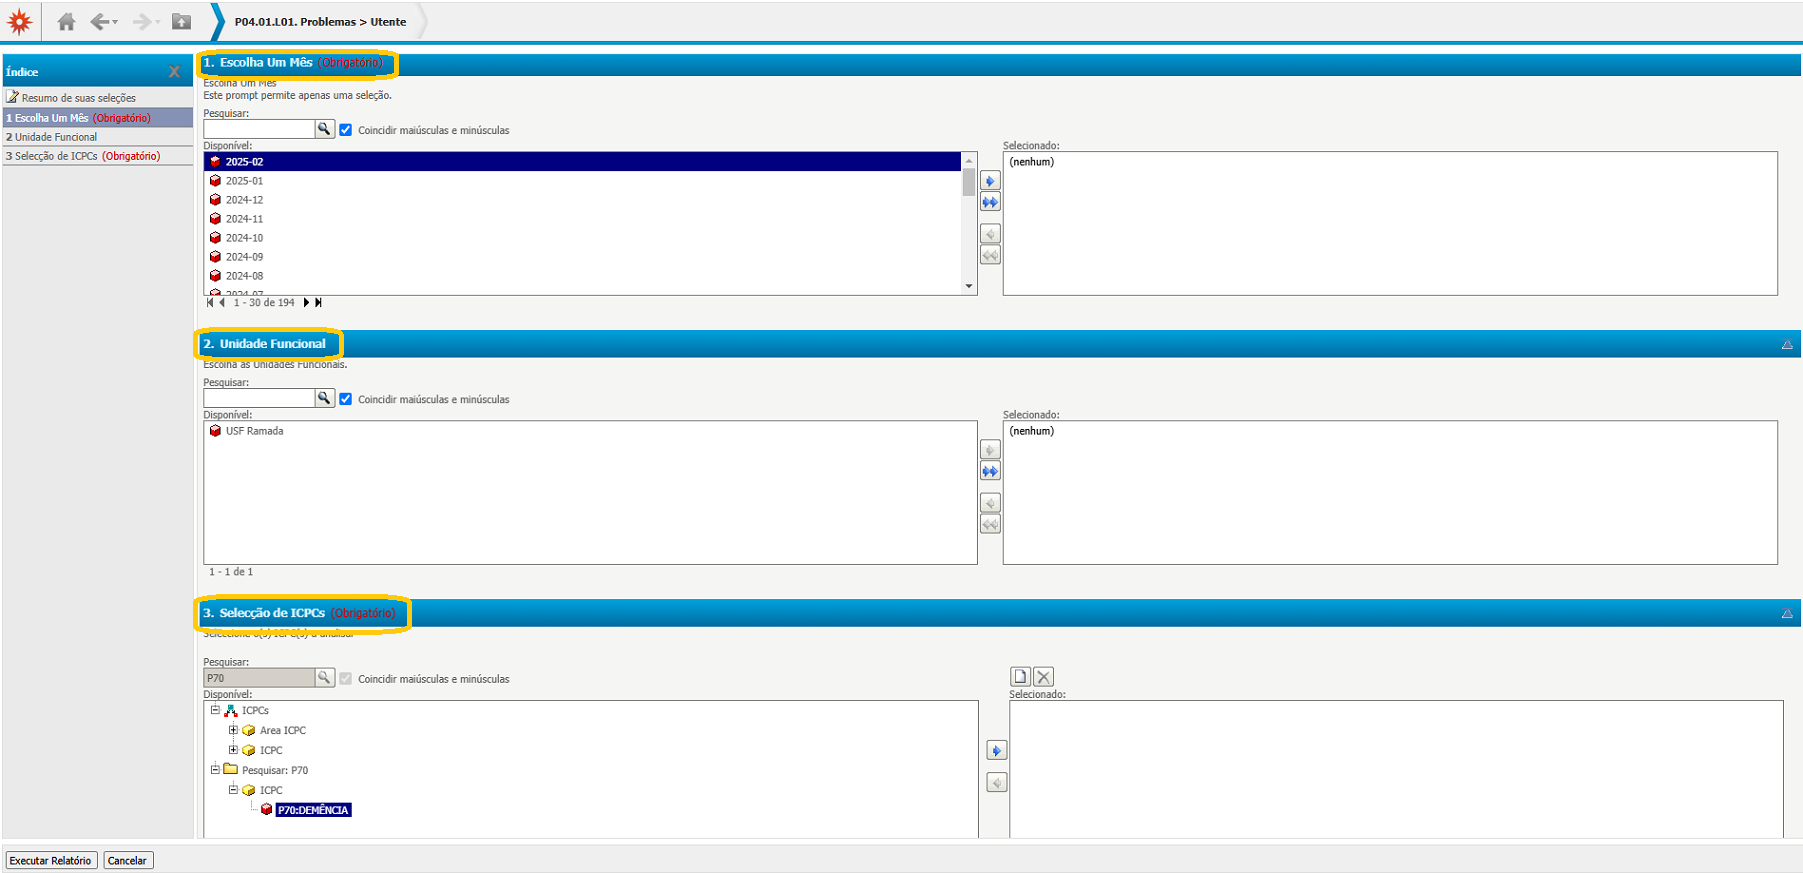 P04.01.L01. Problemas > Utente
Índice
Resumo de suas seleções
1 Escolha Um Mês (Obrigatório)
2 Unidade Funcional
3 Selecção de ICPCs (Obrigatório)
1. Escolha Um Mês (Obrigatório)
Escolha Um Mês
Este prompt permite apenas uma seleção.
Pesquisar:
Coincidir maiúsculas e minúsculas
Disponível:
Selecionado:
2025-02
(nenhum)
2025-01
2024-12
2024-11
2024-10
2024-09
2024-08
2024-07
1 - 30 de 194
2. Unidade Funcional
Escolha as Unidades Funcionais.
Pesquisar:
Coincidir maiúsculas e minúsculas
Disponível:
Selecionado:
USF Ramada
(nenhum)
1 - 1 de 1
3. Selecção de ICPCs (Obrigatório)
Seleccione o(s) ICPC(s) a analisar
Pesquisar:
P70
Coincidir maiúsculas e minúsculas
Disponível:
Selecionado:
ICPCs
Area ICPC
ICPC
Pesquisar: P70
ICPC
P70:DEMÊNCIA
Executar Relatório
Cancelar